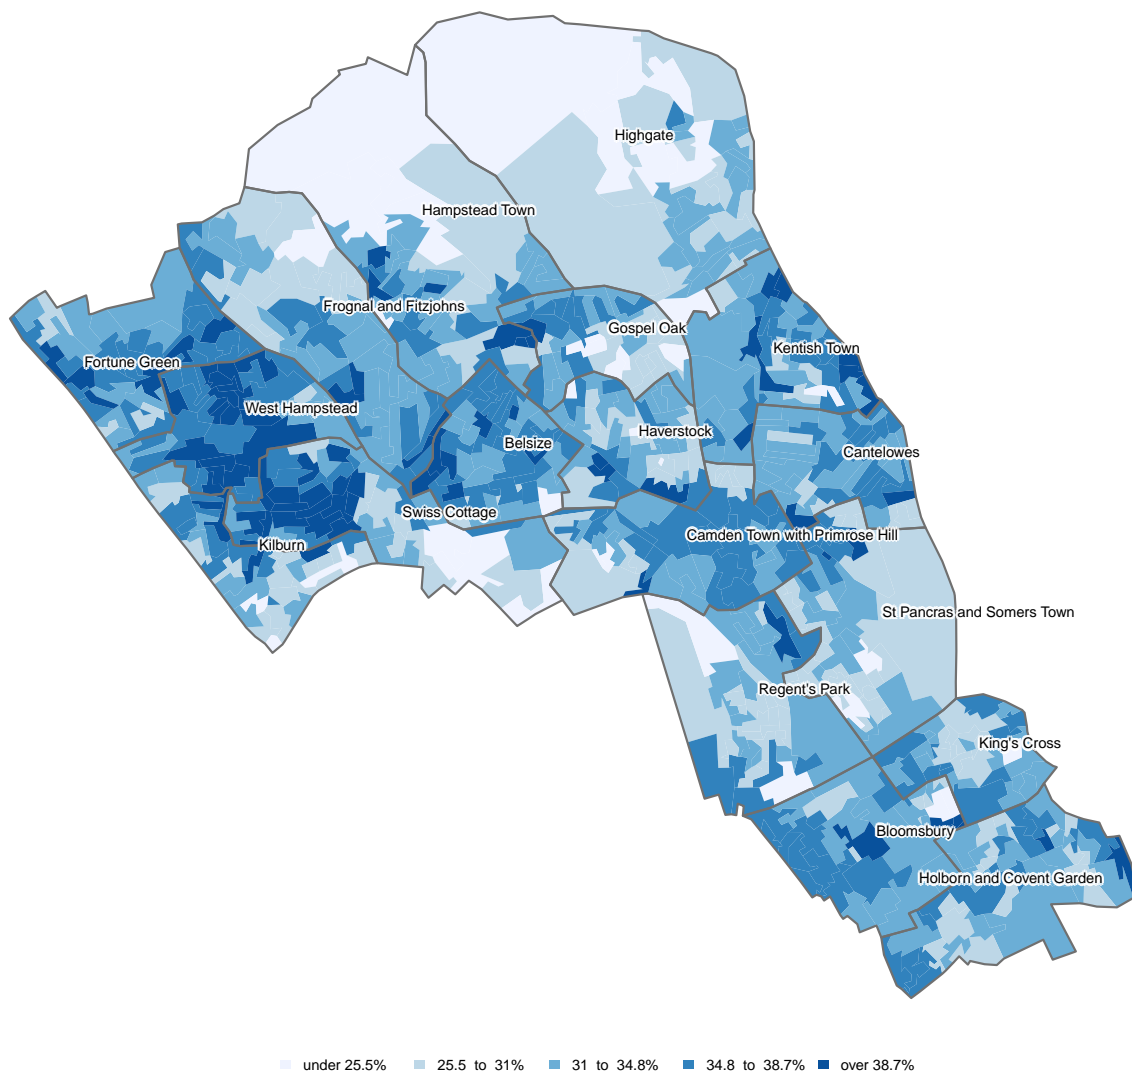 Highgate
Hampstead Town
Frognal and Fitzjohns
Gospel Oak
Kentish Town
Fortune Green
West Hampstead
Haverstock
Belsize
Cantelowes
Swiss Cottage
Camden Town with Primrose Hill
Kilburn
St Pancras and Somers Town
Regent's Park
King's Cross
Bloomsbury
Holborn and Covent Garden
under 25.5% 25.5 to 31% 31 to 34.8% 34.8 to 38.7% over 38.7%